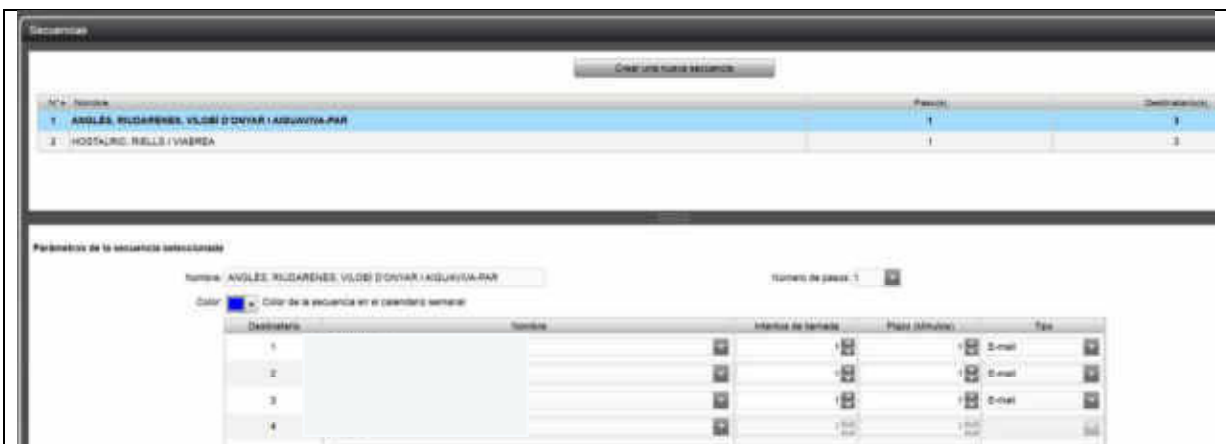 Secuencias
Crear una nueva secuencia
Nº Nombre Paso(s) Destinatario(s)
1 ANGLÈS, RIUDARENES, VILOBÍ D'ONYAR I AIGUAVIVA-PAR 1 3
2 HOSTALRIC, RIELLS I VIABREA 1 3
Parámetros de la secuencia seleccionada
Nombre: ANGLÈS, RIUDARENES, VILOBÍ D'ONYAR I AIGUAVIVA-PAR Número de pasos: 1
Color: Color de la secuencia en el calendario semanal
Destinatario Nombre Intentos de llamada Plazo (minutos) Tipo
1 1 1 E-mail
2 1 1 E-mail
3 1 1 E-mail
4